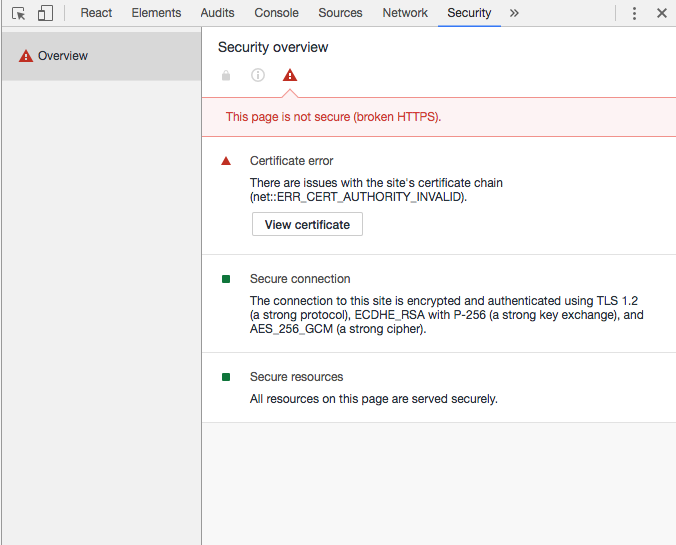 React Elements Audits Console Sources Network Security »
Overview
Security overview
This page is not secure (broken HTTPS).
Certificate error
There are issues with the site's certificate chain
(net::ERR_CERT_AUTHORITY_INVALID).
View certificate
Secure connection
The connection to this site is encrypted and authenticated using TLS 1.2
(a strong protocol), ECDHE_RSA with P-256 (a strong key exchange), and
AES_256_GCM (a strong cipher).
Secure resources
All resources on this page are served securely.